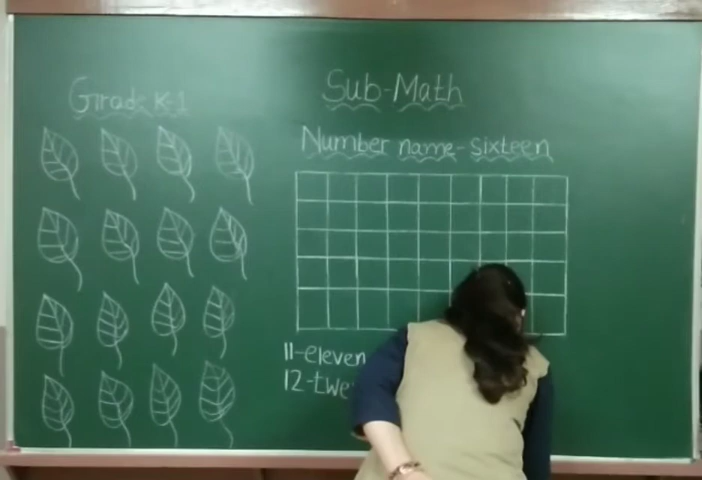 Grade K-1
Sub-Math
Number name-sixteen
11-eleven
12-twe